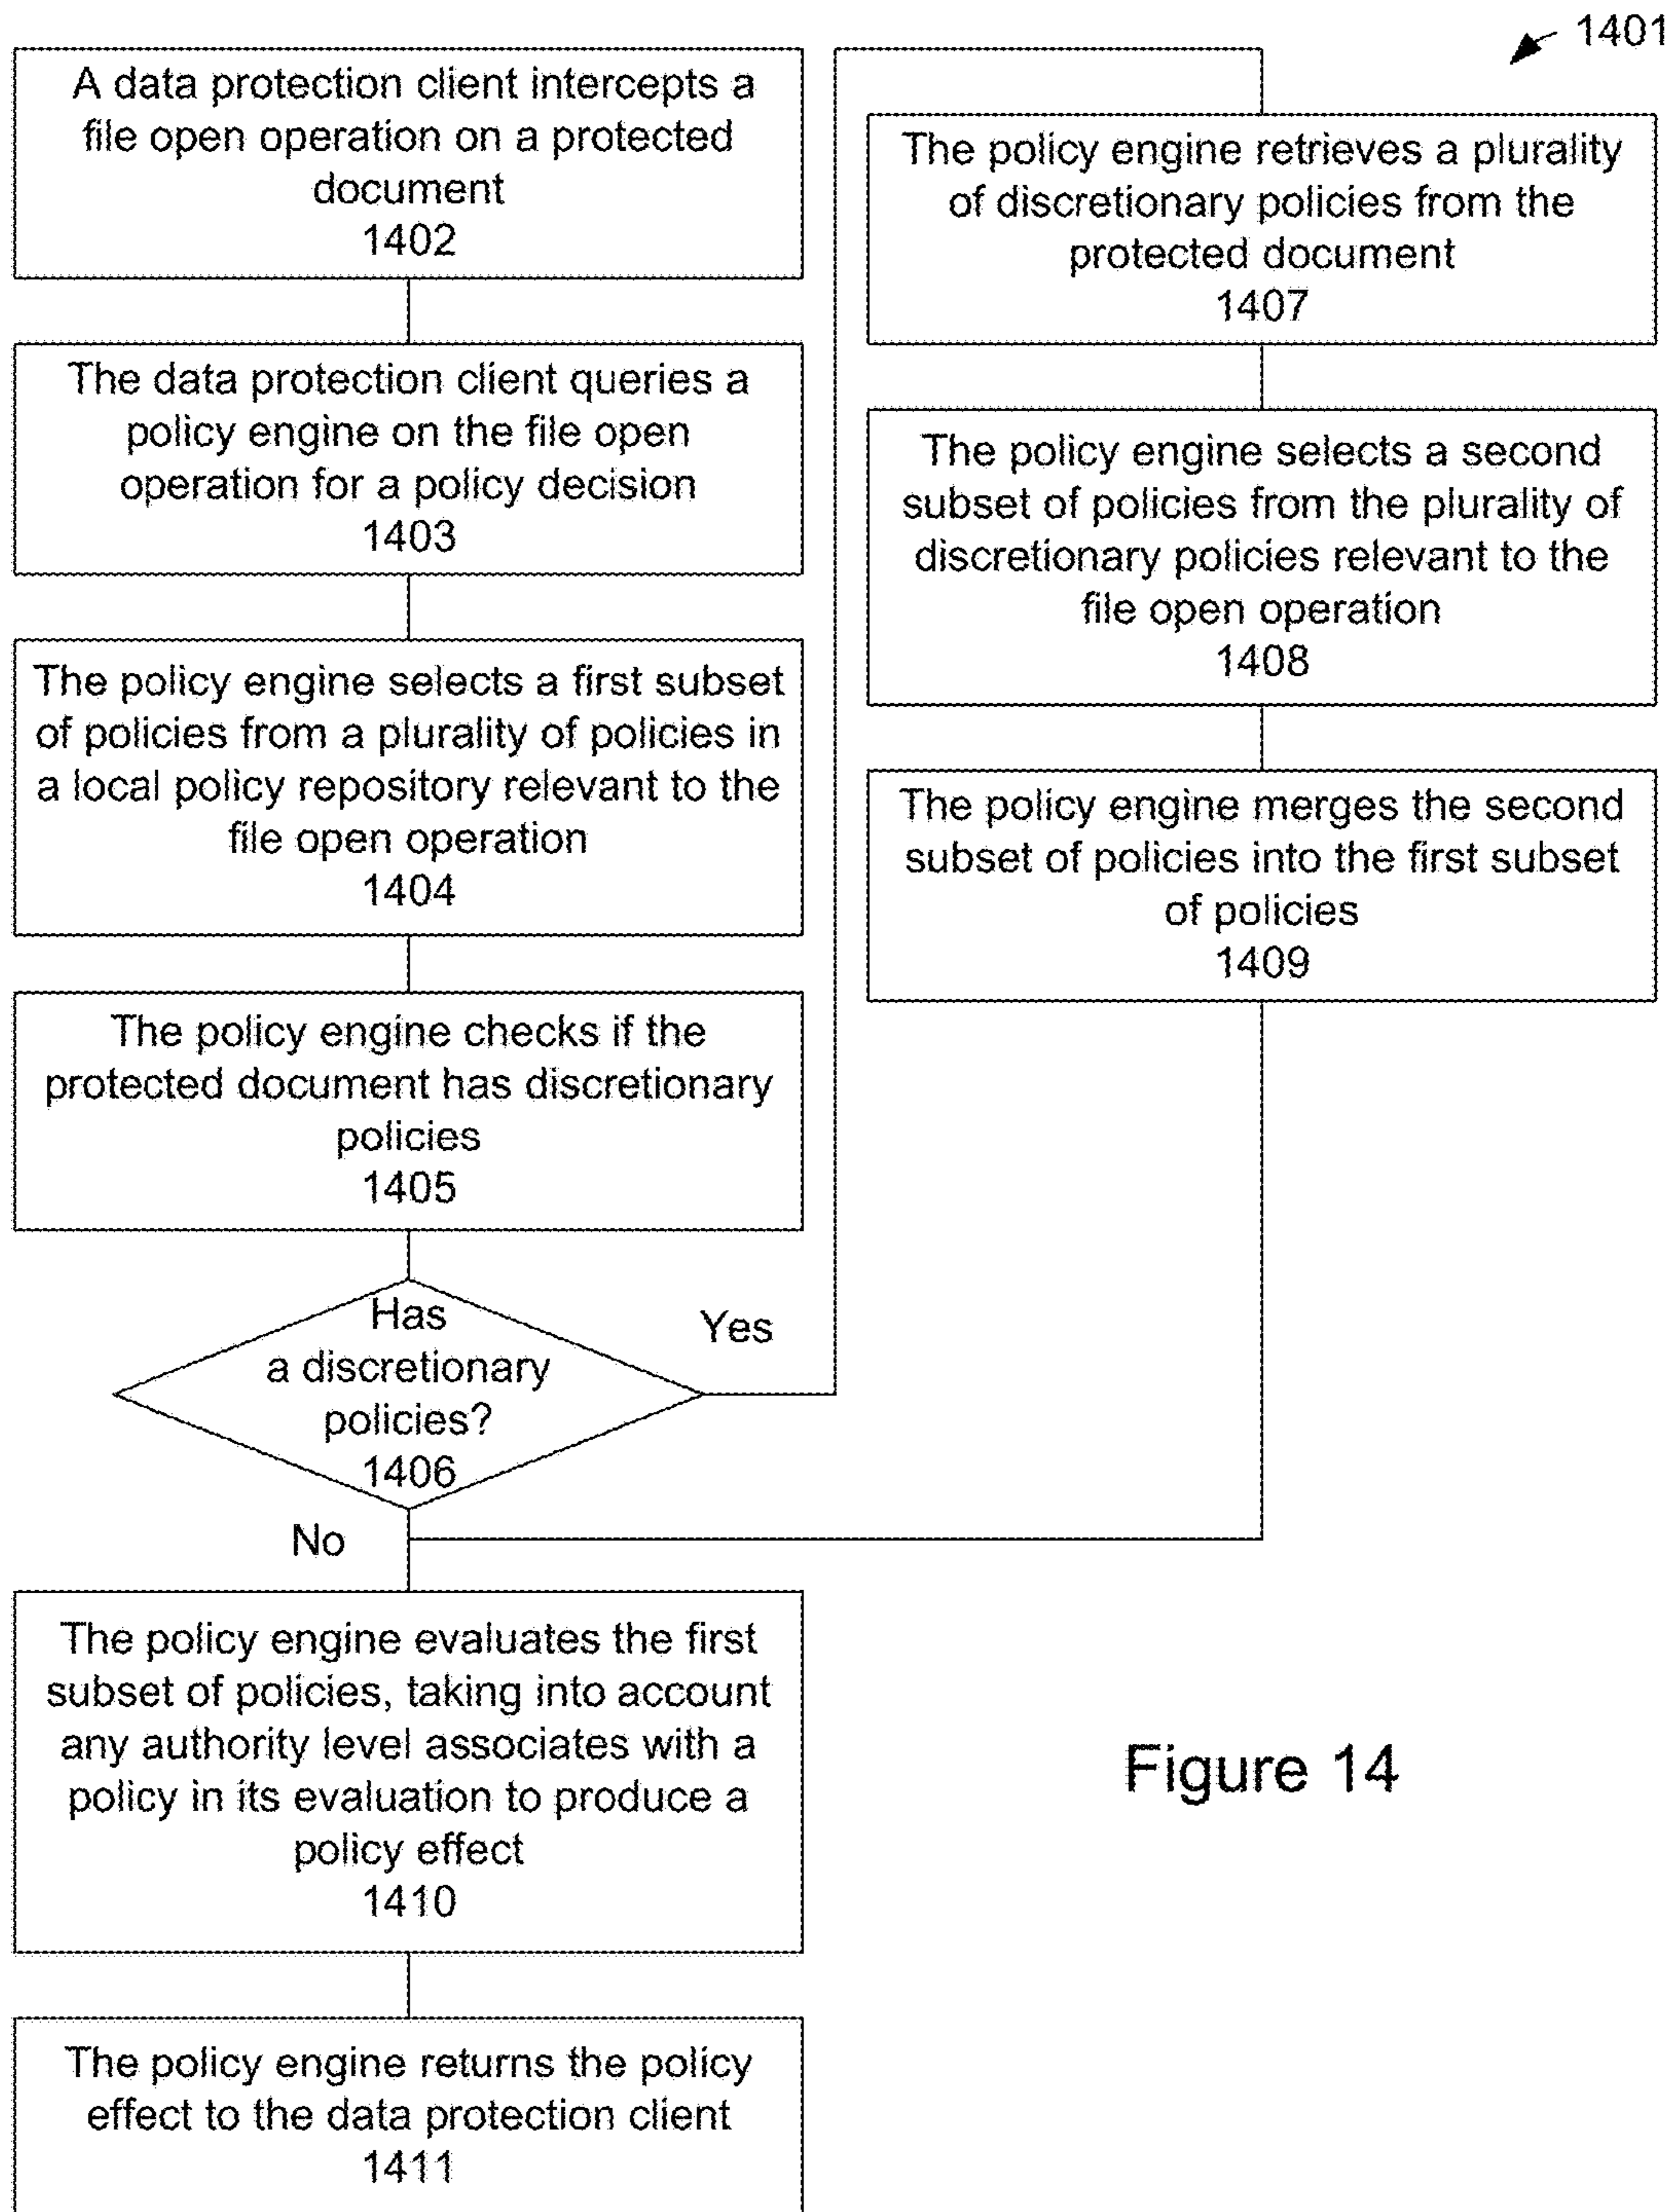 1401
A data protection client intercepts a
file open operation on a protected
document
1402
The data protection client queries a
policy engine on the file open
operation for a policy decision
1403
The policy engine selects a first subset
of policies from a plurality of policies in
a local policy repository relevant to the
file open operation
1404
The policy engine checks if the
protected document has discretionary
policies
1405
Has
a discretionary
policies?
1406
Yes
No
The policy engine retrieves a plurality
of discretionary policies from the
protected document
1407
The policy engine selects a second
subset of policies from the plurality of
discretionary policies relevant to the
file open operation
1408
The policy engine merges the second
subset of policies into the first subset
of policies
1409
The policy engine evaluates the first
subset of policies, taking into account
any authority level associates with a
policy in its evaluation to produce a
policy effect
1410
The policy engine returns the policy
effect to the data protection client
1411
Figure 14